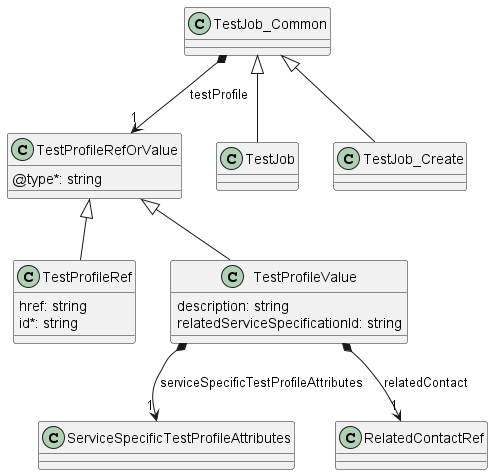 C TestJob_Common
testProfile
1
C TestProfileRefOrValue
@type*: string
C TestJob
C TestJob_Create
C TestProfileRef
href: string
id*: string
C TestProfileValue
description: string
relatedServiceSpecificationId: string
serviceSpecificTestProfileAttributes
relatedContact
1
1
C ServiceSpecificTestProfileAttributes
C RelatedContactRef